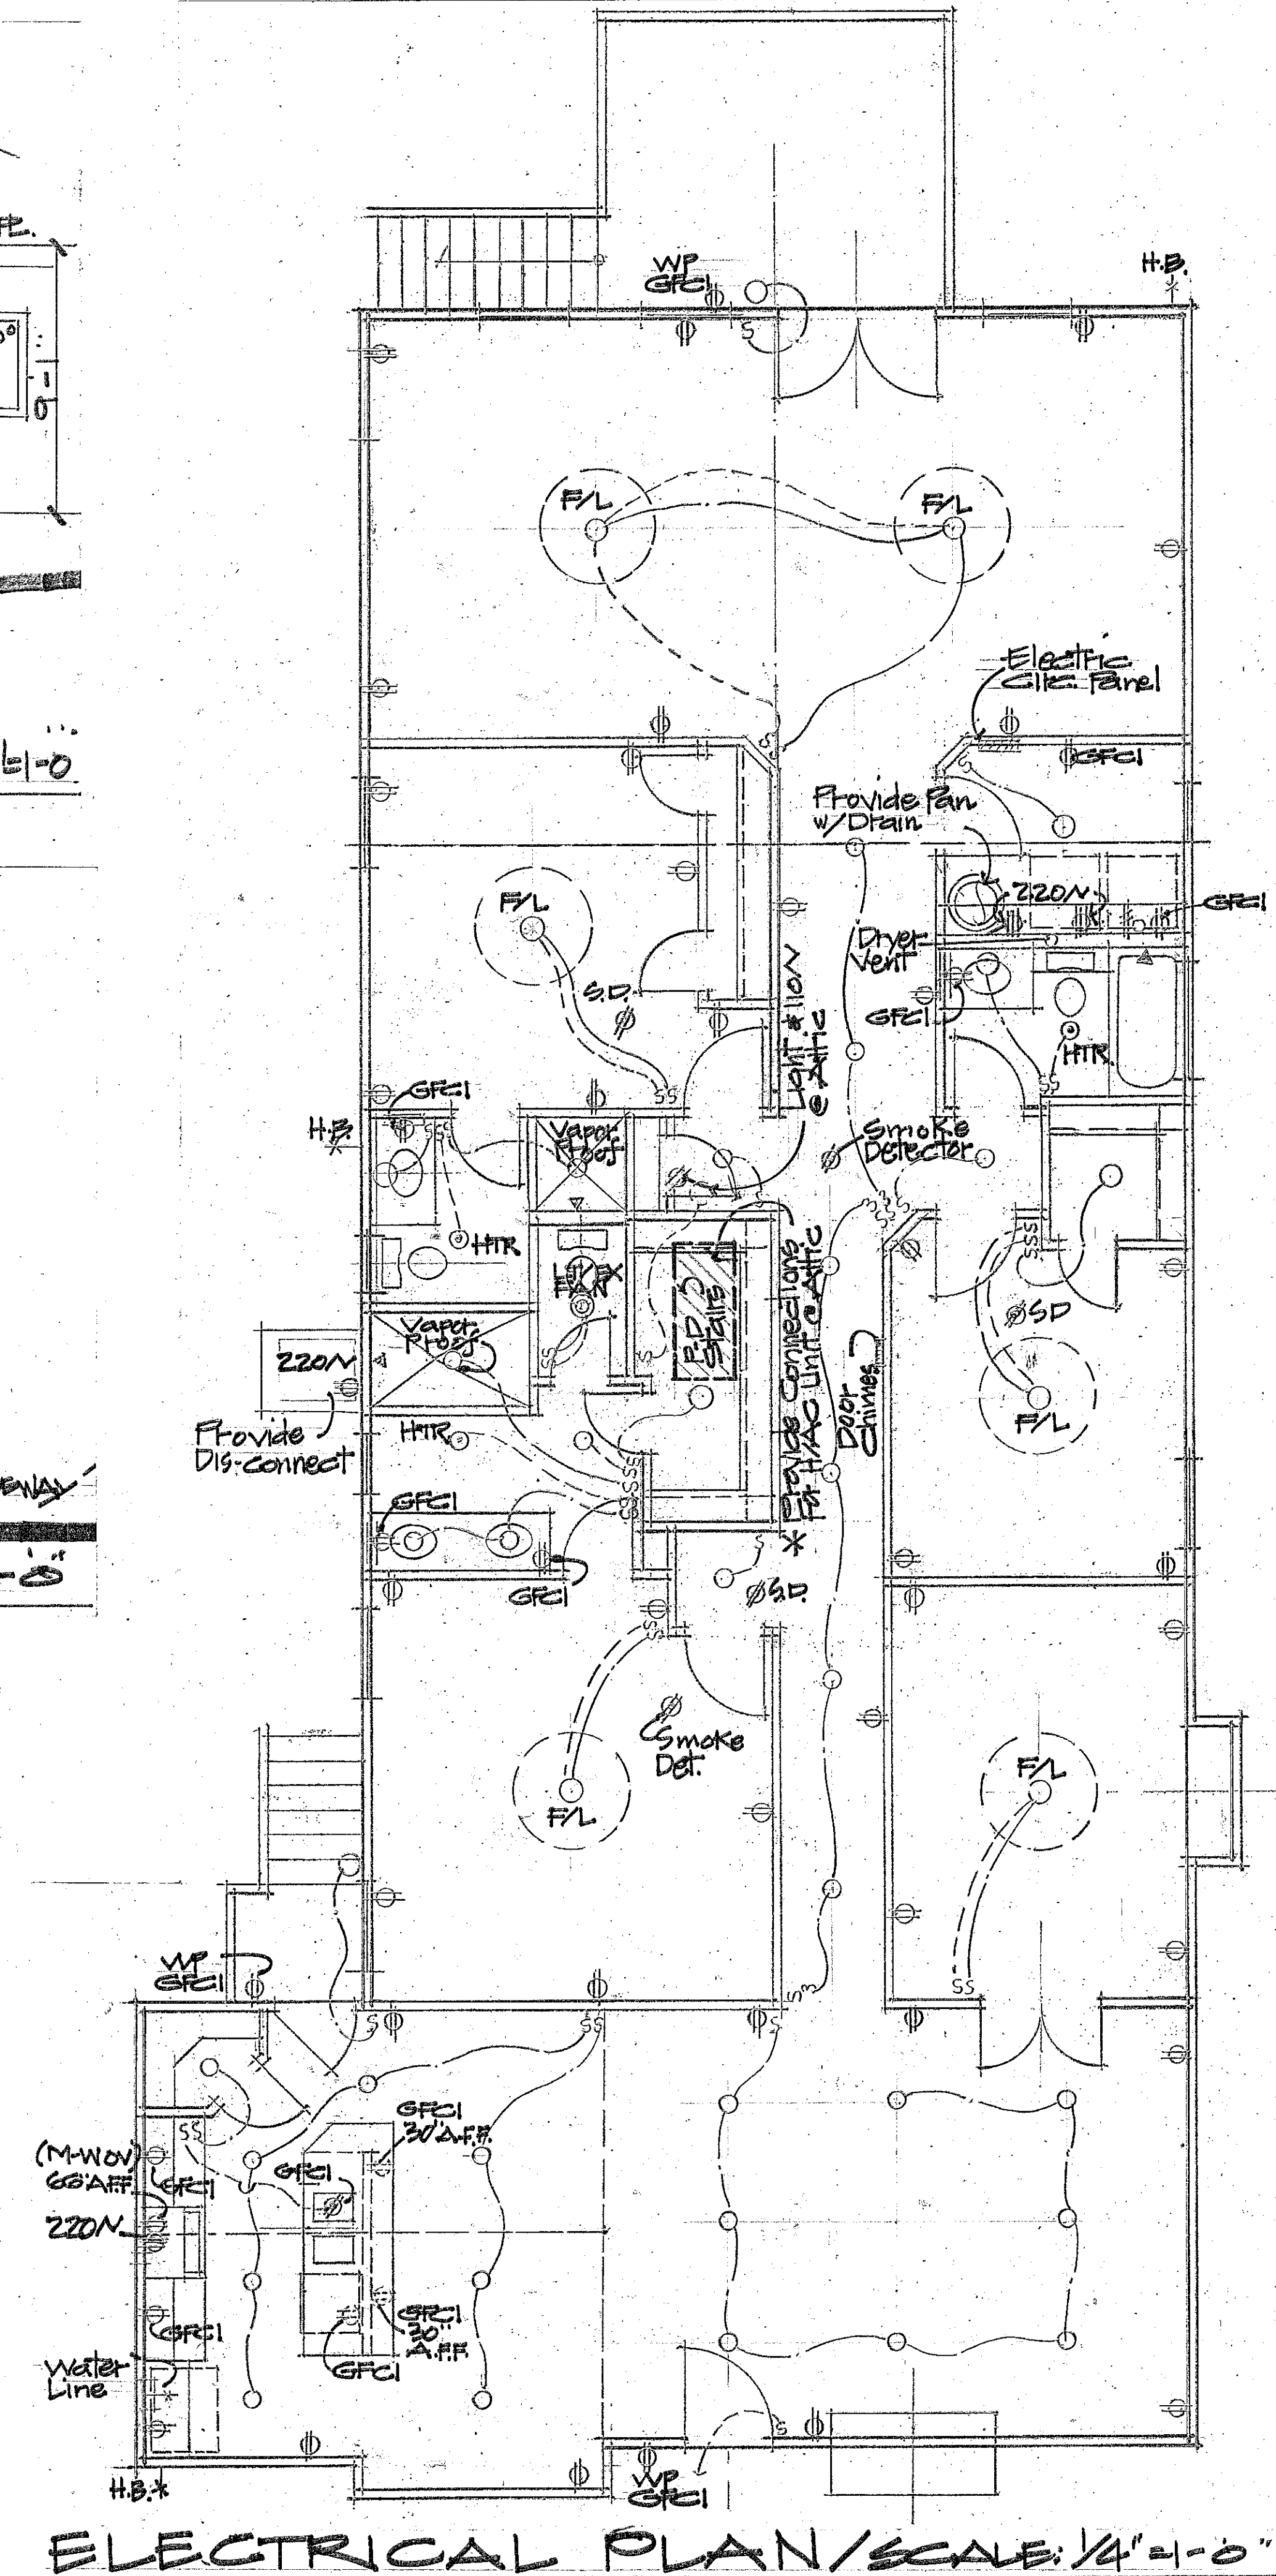 WP
GFCI
H.B.
F/L
F/L
Electric
Circ. Panel
GFCI
Provide Pan
w/Drain
F/L
220V
GFCI
Dryer
Vent
GFCI
HTR.
S.D.
Light & 110V
@ Attic
GFCI
H.B.
Vapor
Proof
Smoke
Detector
HTR.
FAN
Vapor
Proof
P.D.
Stairs
* Provide Connections
For H/AC Unit @ Attic
SD
F/L
Door
Chimes
220V
Provide
Dis-connect
HTR.
GFCI
GFCI
S.D.
Smoke
Det.
F/L
F/L
WP
GFCI
GFCI
30" A.F.F.
(M-WOV)
66" A.F.F.
GFCI
GFCI
220V
GFCI
GFCI
30"
A.F.F.
GFCI
Water
Line
H.B.
WP
GFCI
ELECTRICAL PLAN/SCALE: 1/4"=1'-0"